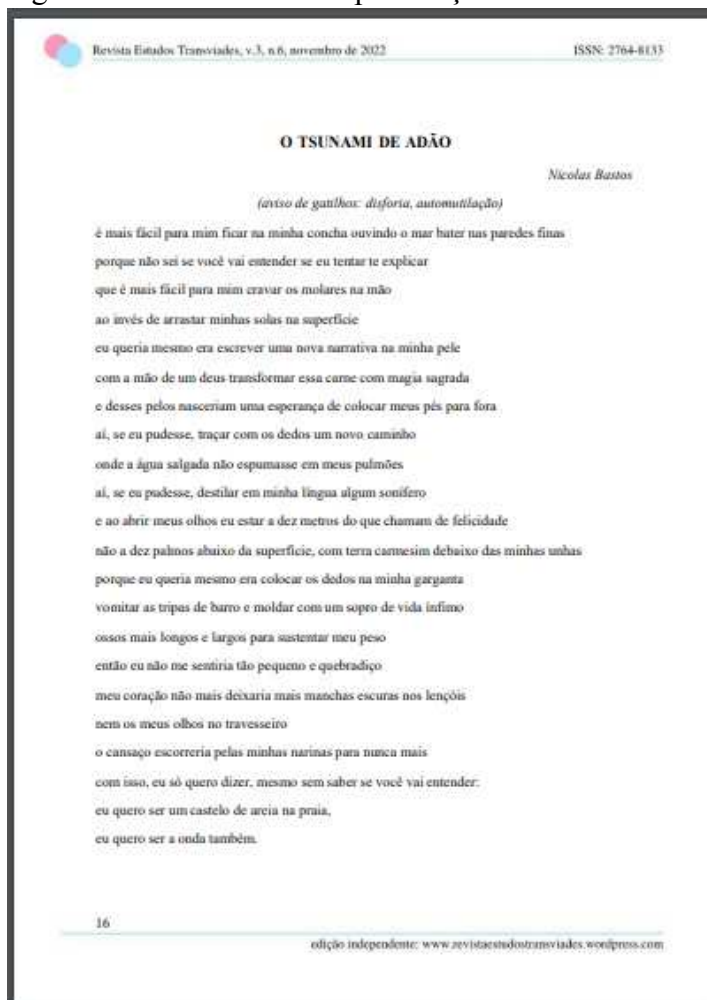 Revista Estudos Transviades, v.3, n.6, novembro de 2022 ISSN: 2764-8133
O TSUNAMI DE ADÃO
Nicolas Bastos
(aviso de gatilhos: disforia, automutilação)
é mais fácil para mim ficar na minha concha ouvindo o mar bater nas paredes finas
porque não sei se você vai entender se eu tentar te explicar
que é mais fácil para mim cravar os molares na mão
ao invés de arrastar minhas solas na superfície
eu queria mesmo era escrever uma nova narrativa na minha pele
com a mão de um deus transformar essa carne com magia sagrada
e desses pelos nasceriam uma esperança de colocar meus pés para fora
aí, se eu pudesse, traçar com os dedos um novo caminho
onde a água salgada não espumasse em meus pulmões
aí, se eu pudesse, destilar em minha língua algum sonífero
e ao abrir meus olhos eu estar a dez metros do que chamam de felicidade
não a dez palmos abaixo da superfície, com terra carmesim debaixo das minhas unhas
porque eu queria mesmo era colocar os dedos na minha garganta
vomitar as tripas de barro e moldar com um sopro de vida ínfimo
ossos mais longos e largos para sustentar meu peso
então eu não me sentiria tão pequeno e quebradiço
meu coração não mais deixaria mais manchas escuras nos lençóis
nem os meus olhos no travesseiro
o cansaço escorreria pelas minhas narinas para nunca mais
com isso, eu só quero dizer, mesmo sem saber se você vai entender:
eu quero ser um castelo de areia na praia,
eu quero ser a onda também.
16
edição independente: www.revistaestudostransviades.wordpress.com